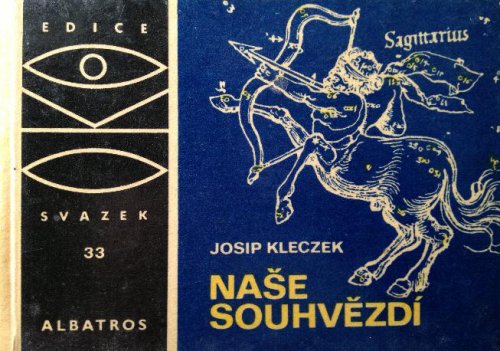 EDICE
SVAZEK
33
ALBATROS
Sagittarius
JOSIP KLECZEK
NAŠE
SOUHVĚZDÍ